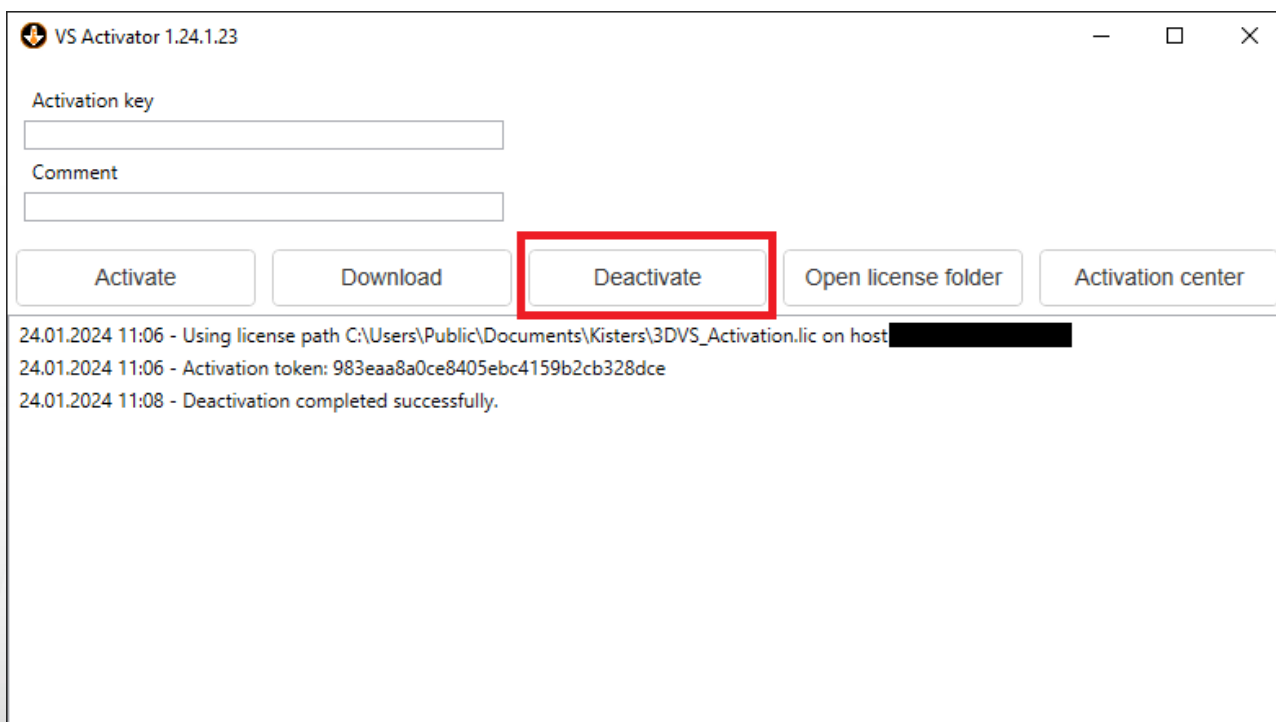 VS Activator 1.24.1.23
Activation key
Comment
Activate Download Deactivate Open license folder Activation center
24.01.2024 11:06 - Using license path C:\Users\Public\Documents\Kisters\3DVS_Activation.lic on host
24.01.2024 11:06 - Activation token: 983eaa8a0ce8405ebc4159b2cb328dce
24.01.2024 11:08 - Deactivation completed successfully.